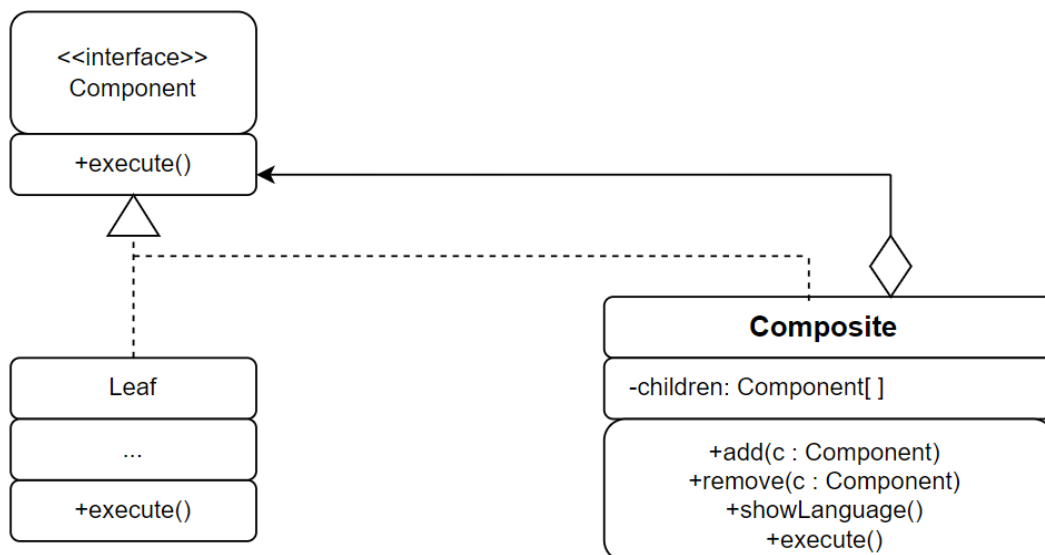 <<interface>>
Component
+execute()
Leaf
...
+execute()
Composite
-children: Component[ ]
+add(c : Component)
+remove(c : Component)
+showLanguage()
+execute()